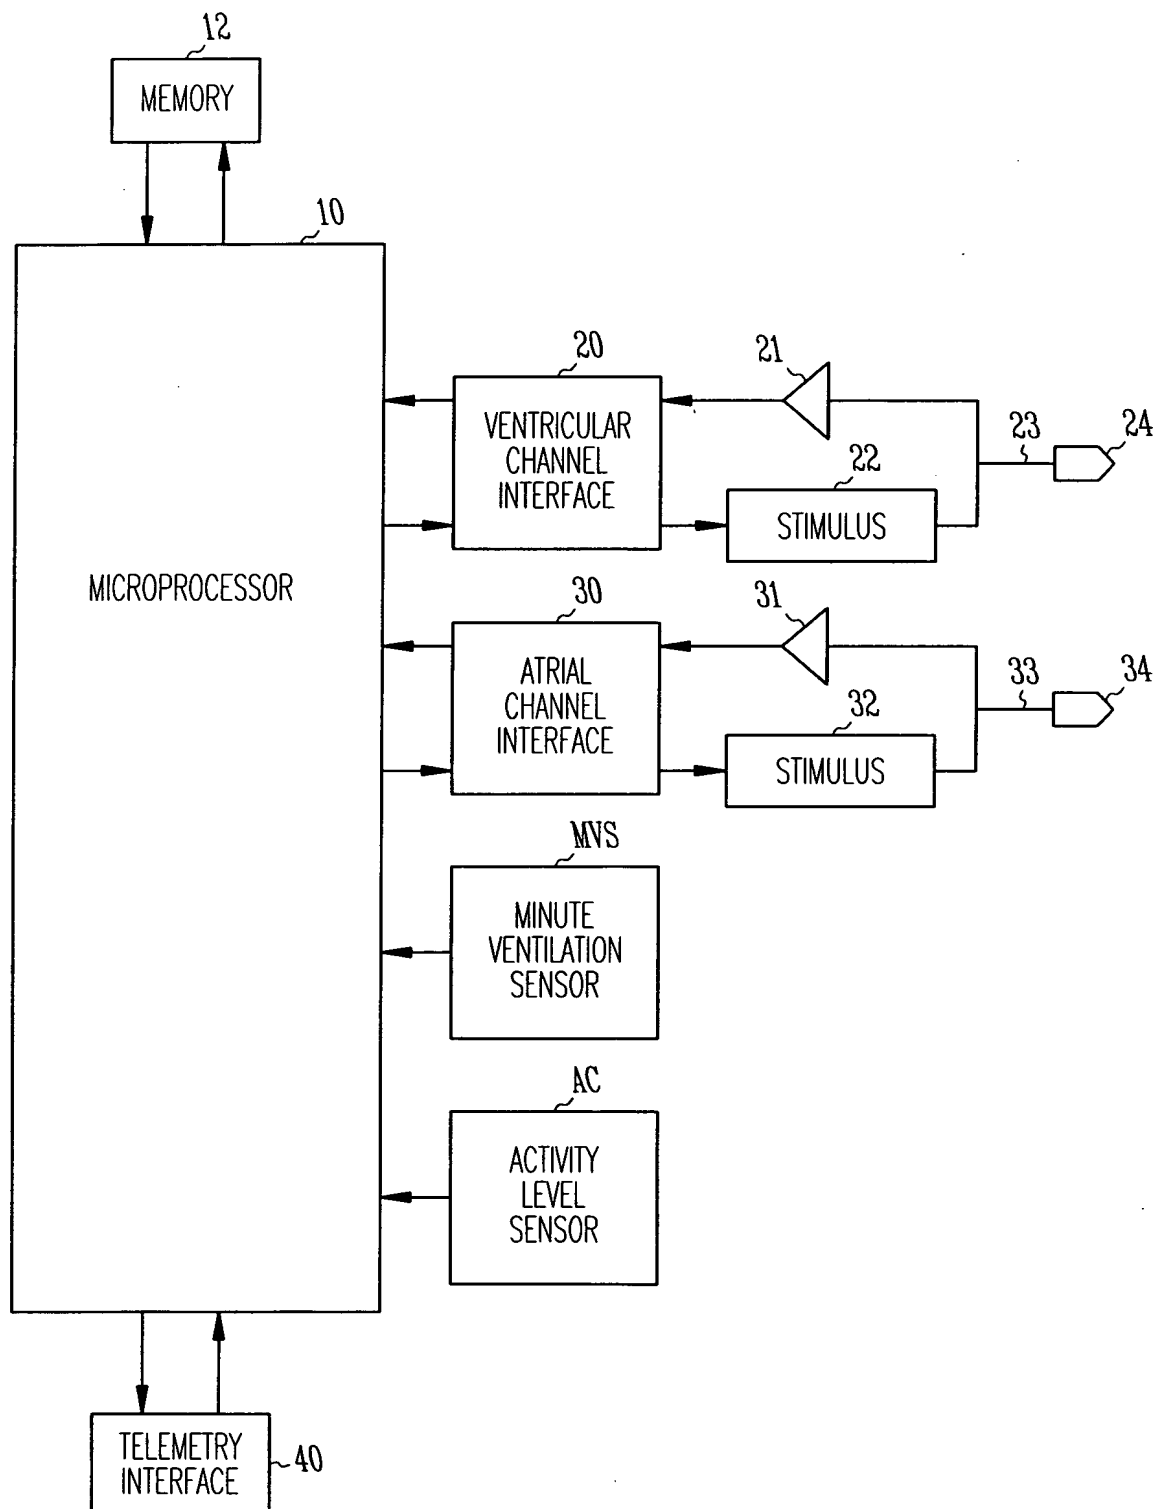 12
MEMORY
10
MICROPROCESSOR
20
VENTRICULAR
CHANNEL
INTERFACE
21
22
STIMULUS
23
24
30
ATRIAL
CHANNEL
INTERFACE
31
32
STIMULUS
33
34
MVS
MINUTE
VENTILATION
SENSOR
AC
ACTIVITY
LEVEL
SENSOR
TELEMETRY
INTERFACE
40